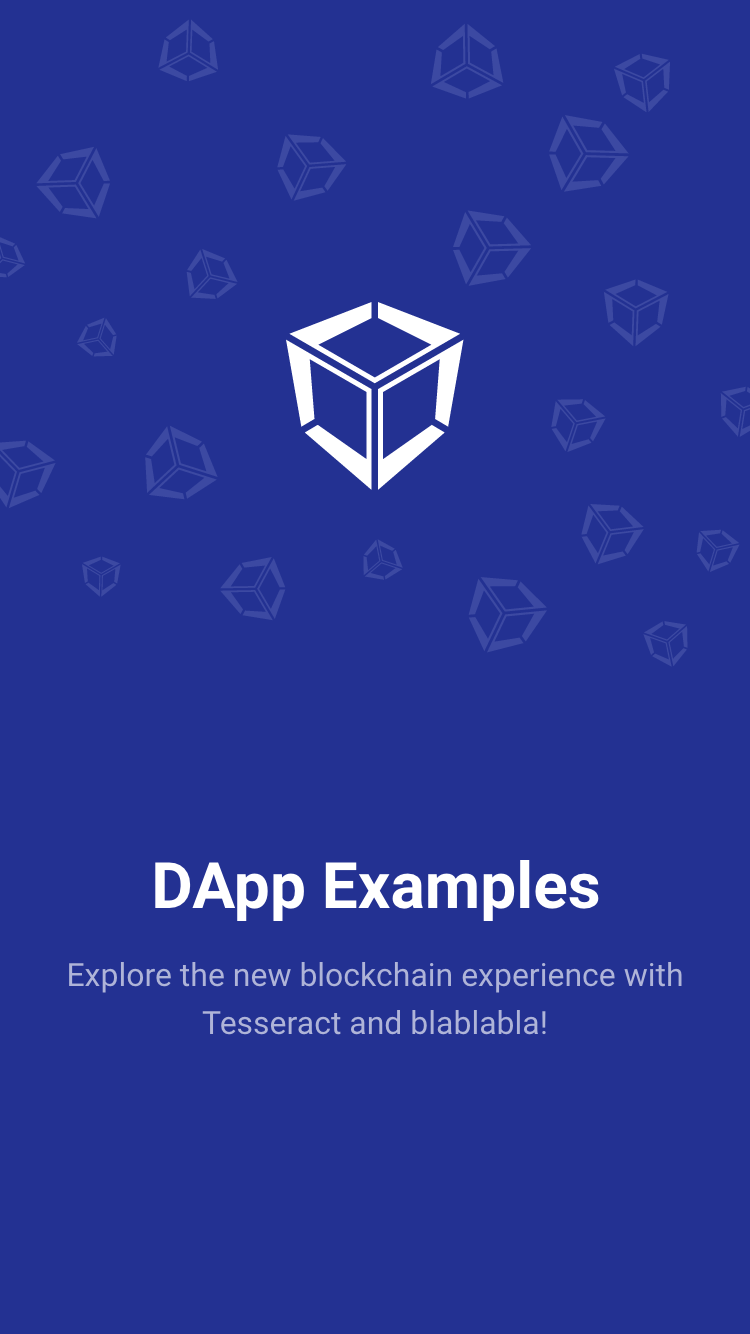 DApp Examples
Explore the new blockchain experience with
Tesseract and blablabla!